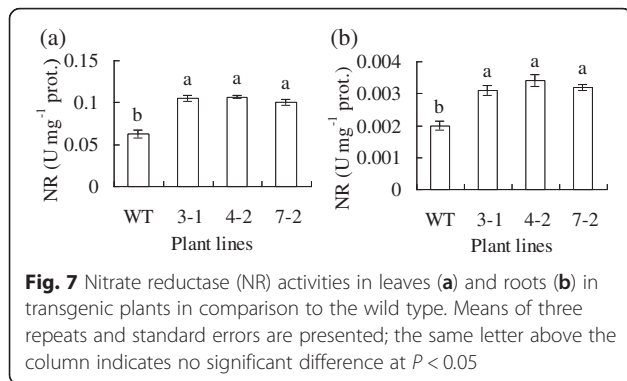 (a)
NR (U mg⁻¹ prot.)
0.15
0.1
0.05
0
b
a
a
a
WT 3-1 4-2 7-2
Plant lines
(b)
NR (U mg⁻¹ prot.)
0.004
0.003
0.002
0.001
0
b
a
a
a
WT 3-1 4-2 7-2
Plant lines
Fig. 7 Nitrate reductase (NR) activities in leaves (a) and roots (b) in
transgenic plants in comparison to the wild type. Means of three
repeats and standard errors are presented; the same letter above the
column indicates no significant difference at P < 0.05